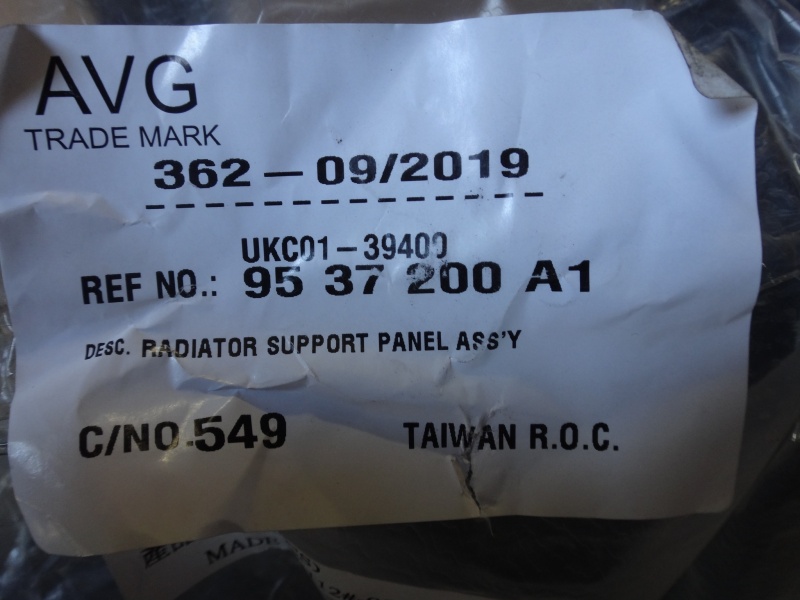 AVG
TRADE MARK
362-09/2019
UKC01-39400
REF NO.: 95 37 200 A1
DESC. RADIATOR SUPPORT PANEL ASS'Y
C/NO.549 TAIWAN R.O.C.
MADE